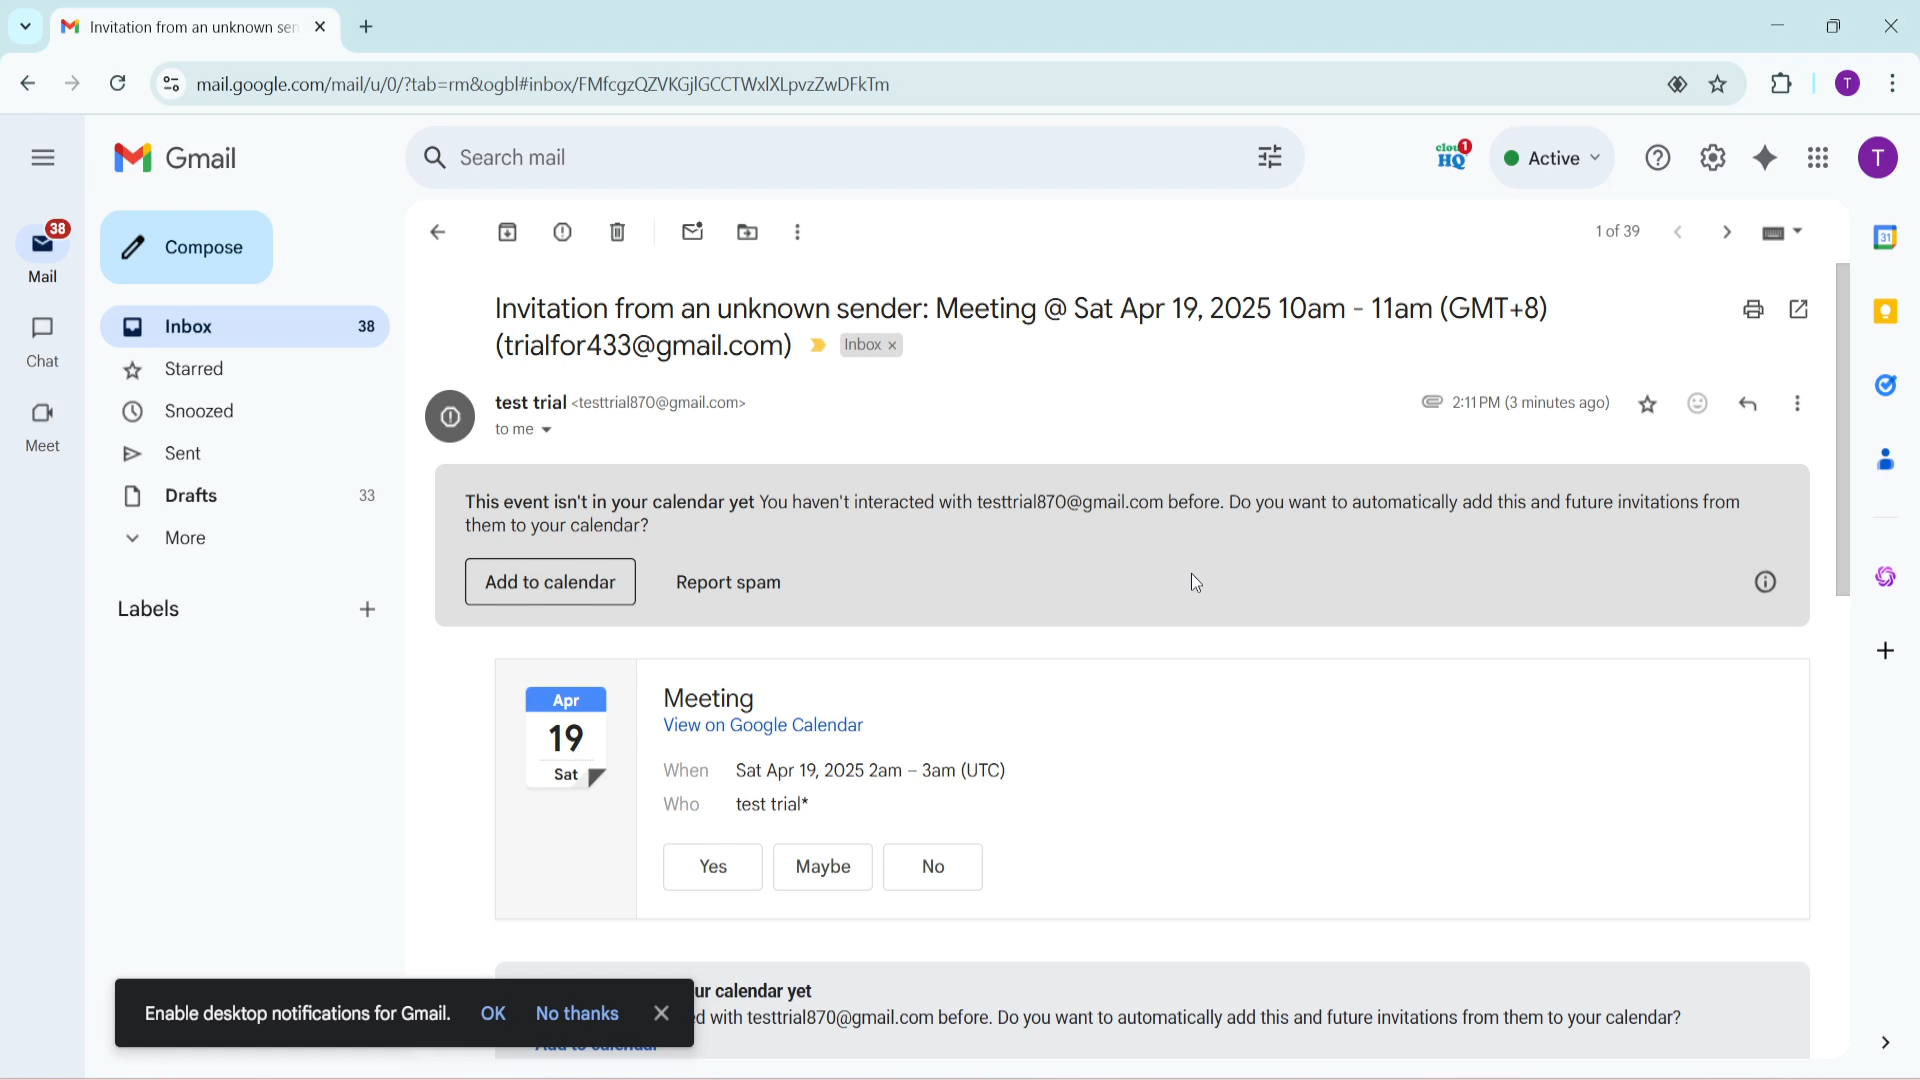 Invitation from an unknown sen
mail.google.com/mail/u/0/?tab=rm&ogbl#inbox/FMfcgzQZVKGjlGCCTWxlXLpvzZwDFkTm
T
Gmail
Search mail
cloudHQ 1
Active
T
38
Mail
Chat
Meet
Compose
Inbox 38
Starred
Snoozed
Sent
Drafts 33
More
Labels
1 of 39
31
Invitation from an unknown sender: Meeting @ Sat Apr 19, 2025 10am - 11am (GMT+8)
(trialfor433@gmail.com) Inbox ×
test trial <testtrial870@gmail.com> 2:11 PM (3 minutes ago)
to me
This event isn't in your calendar yet You haven't interacted with testtrial870@gmail.com before. Do you want to automatically add this and future invitations from
them to your calendar?
Add to calendar Report spam
Apr
19
Sat
Meeting
View on Google Calendar
When Sat Apr 19, 2025 2am – 3am (UTC)
Who test trial*
Yes Maybe No
ur calendar yet
d with testtrial870@gmail.com before. Do you want to automatically add this and future invitations from them to your calendar?
Enable desktop notifications for Gmail. OK No thanks